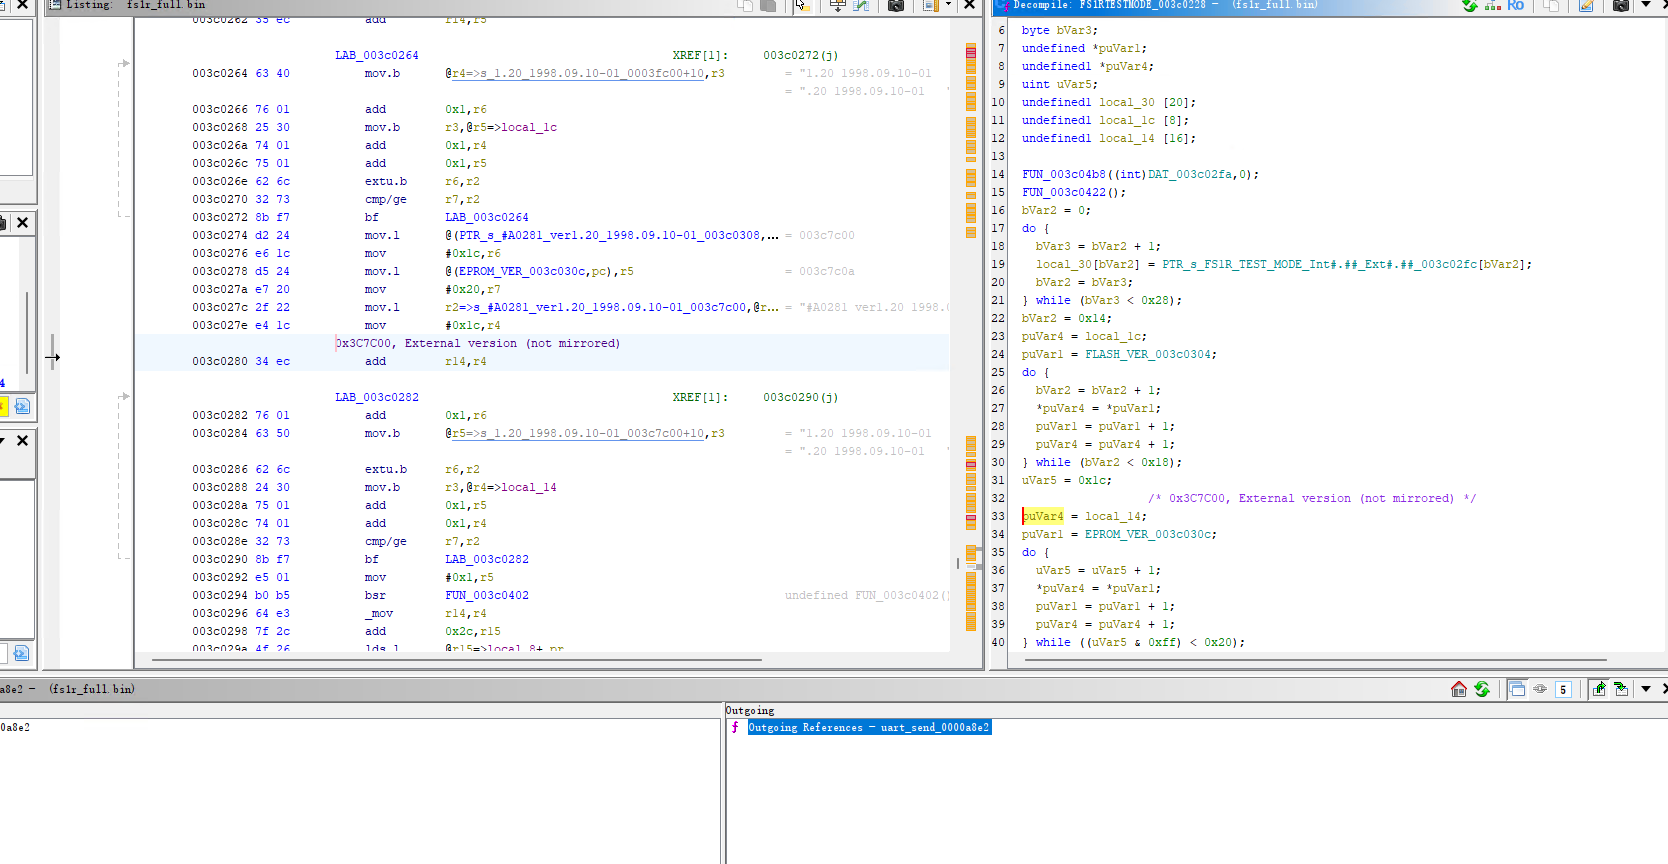 Listing: fs1r_full.bin
003c0262 35 ec add r14,r5
LAB_003c0264 XREF[1]: 003c0272(j)
003c0264 63 40 mov.b @r4=>s_1.20_1998.09.10-01_0003fc00+10,r3 = "1.20 1998.09.10-01
= ".20 1998.09.10-01
003c0266 76 01 add 0x1,r6
003c0268 25 30 mov.b r3,@r5=>local_1c
003c026a 74 01 add 0x1,r4
003c026c 75 01 add 0x1,r5
003c026e 62 6c extu.b r6,r2
003c0270 32 73 cmp/ge r7,r2
003c0272 8b f7 bf LAB_003c0264
003c0274 d2 24 mov.l @(PTR_s_#A0281_ver1.20_1998.09.10-01_003c0308,... = 003c7c00
003c0276 e6 1c mov #0x1c,r6
003c0278 d5 24 mov.l @(EPROM_VER_003c030c,pc),r5 = 003c7c0a
003c027a e7 20 mov #0x20,r7
003c027c 2f 22 mov.l r2=>s_#A0281_ver1.20_1998.09.10-01_003c7c00,@r... = "#A0281 ver1.20 1998.(
003c027e e4 1c mov #0x1c,r4
0x3C7C00, External version (not mirrored)
003c0280 34 ec add r14,r4
LAB_003c0282 XREF[1]: 003c0290(j)
003c0282 76 01 add 0x1,r6
003c0284 63 50 mov.b @r5=>s_1.20_1998.09.10-01_003c7c00+10,r3 = "1.20 1998.09.10-01
= ".20 1998.09.10-01
003c0286 62 6c extu.b r6,r2
003c0288 24 30 mov.b r3,@r4=>local_14
003c028a 75 01 add 0x1,r5
003c028c 74 01 add 0x1,r4
003c028e 32 73 cmp/ge r7,r2
003c0290 8b f7 bf LAB_003c0282
003c0292 e5 01 mov #0x1,r5
003c0294 b0 b5 bsr FUN_003c0402 undefined FUN_003c0402()
003c0296 64 e3 _mov r14,r4
003c0298 7f 2c add 0x2c,r15
003c029a 4f 26 lds.l @r15=>local_8+,pr
Decompile: FS1RTESTMODE_003c0228 - (fs1r_full.bin)
Ro
6 byte bVar3;
7 undefined *puVar1;
8 undefined1 *puVar4;
9 uint uVar5;
10 undefined1 local_30 [20];
11 undefined1 local_1c [8];
12 undefined1 local_14 [16];
13
14 FUN_003c04b8((int)DAT_003c02fa,0);
15 FUN_003c0422();
16 bVar2 = 0;
17 do {
18 bVar3 = bVar2 + 1;
19 local_30[bVar2] = PTR_s_FS1R_TEST_MODE_Int#.##_Ext#.##_003c02fc[bVar2];
20 bVar2 = bVar3;
21 } while (bVar3 < 0x28);
22 bVar2 = 0x14;
23 puVar4 = local_1c;
24 puVar1 = FLASH_VER_003c0304;
25 do {
26 bVar2 = bVar2 + 1;
27 *puVar4 = *puVar1;
28 puVar1 = puVar1 + 1;
29 puVar4 = puVar4 + 1;
30 } while (bVar2 < 0x18);
31 uVar5 = 0x1c;
32 /* 0x3C7C00, External version (not mirrored) */
33 puVar4 = local_14;
34 puVar1 = EPROM_VER_003c030c;
35 do {
36 uVar5 = uVar5 + 1;
37 *puVar4 = *puVar1;
38 puVar1 = puVar1 + 1;
39 puVar4 = puVar4 + 1;
40 } while ((uVar5 & 0xff) < 0x20);
4
a8e2 - (fs1r_full.bin)
5
0a8e2
Outgoing
f Outgoing References - uart_send_0000a8e2